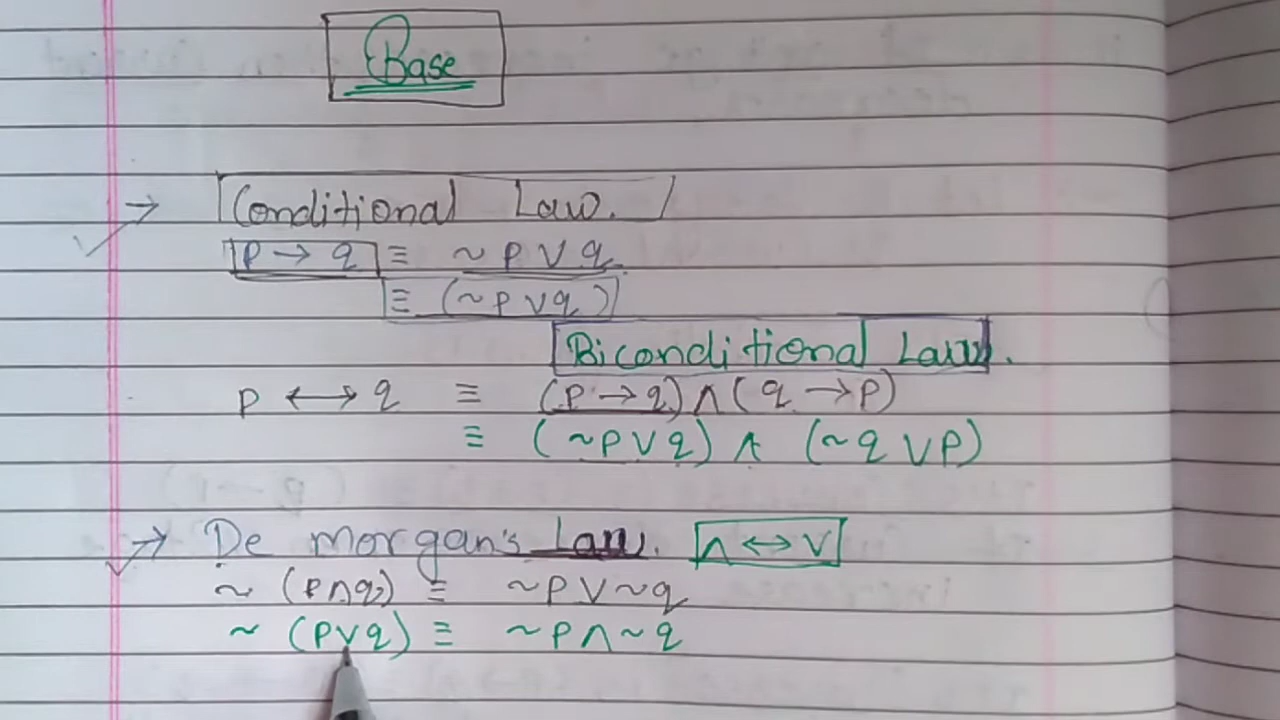 Base
→ Conditional Law.
p → q ≡ ~ p ∨ q.
≡ (~p ∨ q)
Biconditional Law.
p ↔ q ≡ (p → q) ∧ (q → p)
≡ (~p ∨ q) ∧ (~q ∨ p)
→ De morgan's Law. ∧ ↔ ∨
~ (p ∧ q) ≡ ~p ∨ ~q
~ (p ∨ q) ≡ ~p ∧ ~q